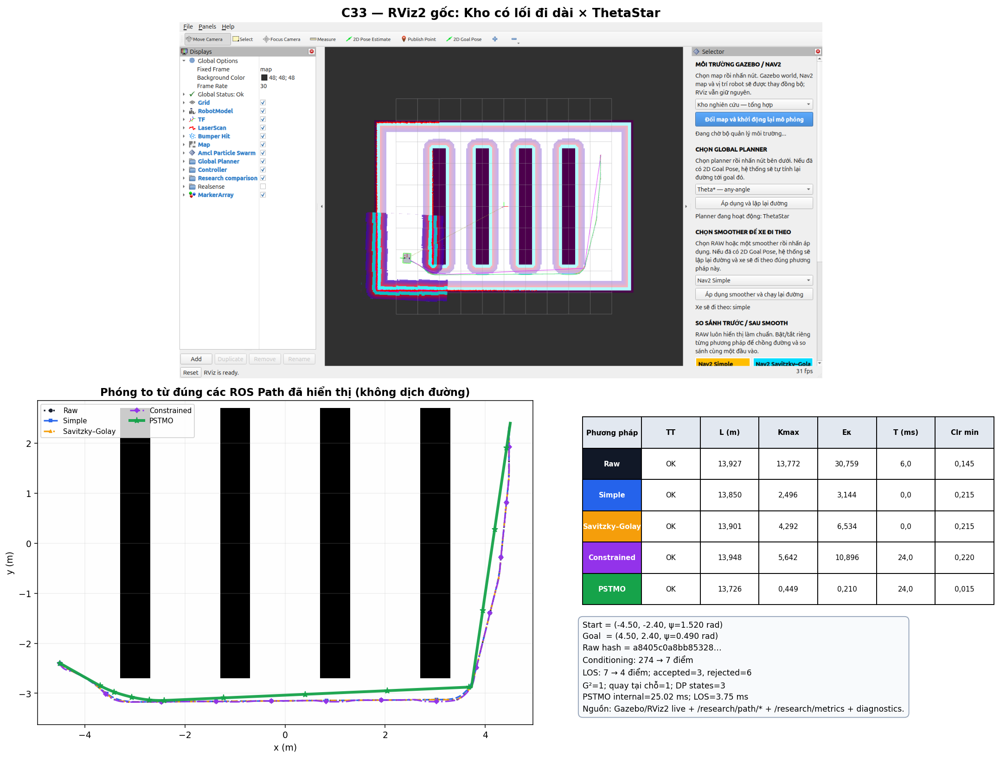 C33 — RViz2 gốc: Kho có lối đi dài × ThetaStar
File Panels Help
Move Camera Select Focus Camera Measure 2D Pose Estimate Publish Point 2D Goal Pose
Displays
Global Options
Fixed Frame map
Background Color 48; 48; 48
Frame Rate 30
Global Status: Ok
Grid
RobotModel
TF
LaserScan
Bumper Hit
Map
Amcl Particle Swarm
Global Planner
Controller
Research comparison
Realsense
MarkerArray
Add Duplicate Remove Rename
Reset RViz is ready.
Selector
MÔI TRƯỜNG GAZEBO / NAV2
Chọn map rồi nhấn nút. Gazebo world, Nav2
map và vị trí robot sẽ được thay đồng bộ;
RViz vẫn giữ nguyên.
Kho nghiên cứu — tổng hợp
Đổi map và khởi động lại mô phỏng
Đang chờ bộ quản lý môi trường...
CHỌN GLOBAL PLANNER
Chọn planner rồi nhấn nút bên dưới. Nếu đã
có 2D Goal Pose, hệ thống sẽ tự tính lại
đường tới goal đó.
Theta* — any-angle
Áp dụng và lập lại đường
Planner đang hoạt động: ThetaStar
CHỌN SMOOTHER ĐỂ XE ĐI THEO
Chọn RAW hoặc một smoother rồi nhấn áp
dụng. Nếu đã có 2D Goal Pose, hệ thống sẽ
lập lại đường và xe sẽ đi theo đúng phương
pháp này.
Nav2 Simple
Áp dụng smoother và chạy lại đường
Xe sẽ đi theo: simple
SO SÁNH TRƯỚC / SAU SMOOTH
RAW luôn hiển thị làm chuẩn. Bật/tắt riêng
từng phương pháp để chồng đường và so
sánh cùng một đầu vào.
Nav2 Simple Nav2 Savitzky–Gola
31 fps
Phóng to từ đúng các ROS Path đã hiển thị (không dịch đường)
Raw
Simple
Savitzky–Golay
Constrained
PSTMO
2
1
0
−1
−2
−3
y (m)
−4 −2 0 2 4
x (m)
Phương pháp TT L (m) Kmax Eκ T (ms) Clr min
Raw OK 13,927 13,772 30,759 6,0 0,145
Simple OK 13,850 2,496 3,144 0,0 0,215
Savitzky–Golay OK 13,901 4,292 6,534 0,0 0,215
Constrained OK 13,948 5,642 10,896 24,0 0,220
PSTMO OK 13,726 0,449 0,210 24,0 0,015
Start = (-4.50, -2.40, ψ=1.520 rad)
Goal = (4.50, 2.40, ψ=0.490 rad)
Raw hash = a8405c0a8bb85328…
Conditioning: 274 → 7 điểm
LOS: 7 → 4 điểm; accepted=3, rejected=6
G²=1; quay tại chỗ=1; DP states=3
PSTMO internal=25.02 ms; LOS=3.75 ms
Nguồn: Gazebo/RViz2 live + /research/path/* + /research/metrics + diagnostics.